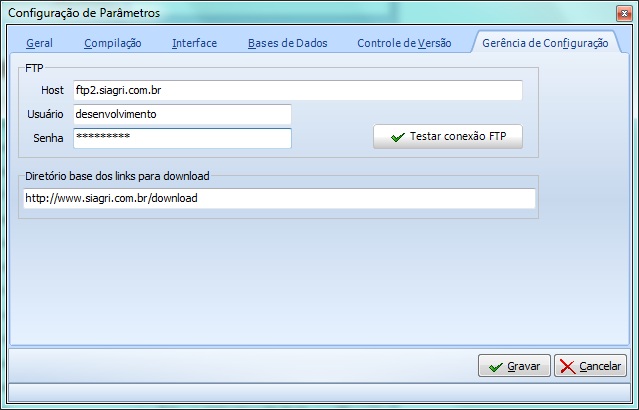 Configuração de Parâmetros
Geral Compilação Interface Bases de Dados Controle de Versão Gerência de Configuração
FTP
Host ftp2.siagri.com.br
Usuário desenvolvimento
Senha *********
Testar conexão FTP
Diretório base dos links para download
http://www.siagri.com.br/download
Gravar Cancelar